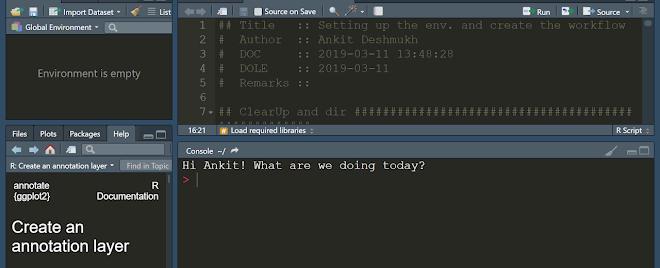 Import Dataset
List
Global Environment
Environment is empty
Files Plots Packages Help
R: Create an annotation layer
Find in Topic
annotate R
{ggplot2} Documentation
Create an
annotation layer
Source on Save
Run
Source
1 ## Title :: Setting up the env. and create the workflow
2 # Author :: Ankit Deshmukh
3 # DOC :: 2019-03-11 13:48:28
4 # DOLE :: 2019-03-11
5 # Remarks ::
6
7 ## ClearUp and dir #######################################
16:21 # Load required libraries R Script
Console ~/
Hi Ankit! What are we doing today?
>